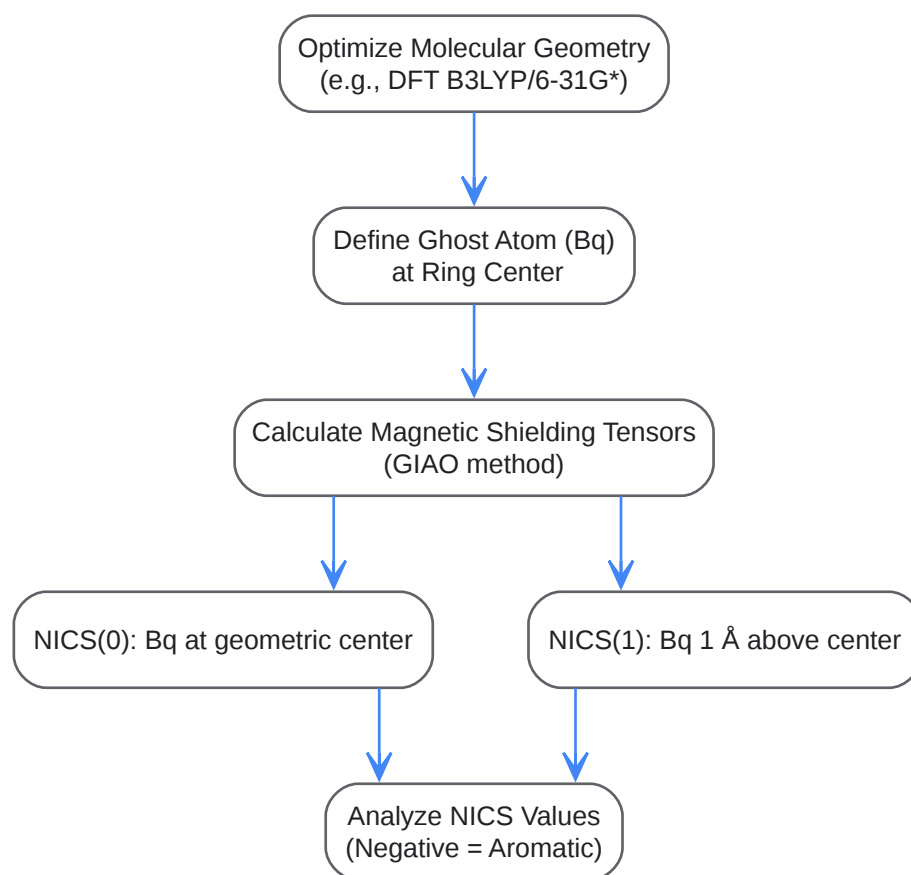 Optimize Molecular Geometry
(e.g., DFT B3LYP/6-31G*)
Define Ghost Atom (Bq)
at Ring Center
Calculate Magnetic Shielding Tensors
(GIAO method)
NICS(0): Bq at geometric center
NICS(1): Bq 1 Å above center
Analyze NICS Values
(Negative = Aromatic)